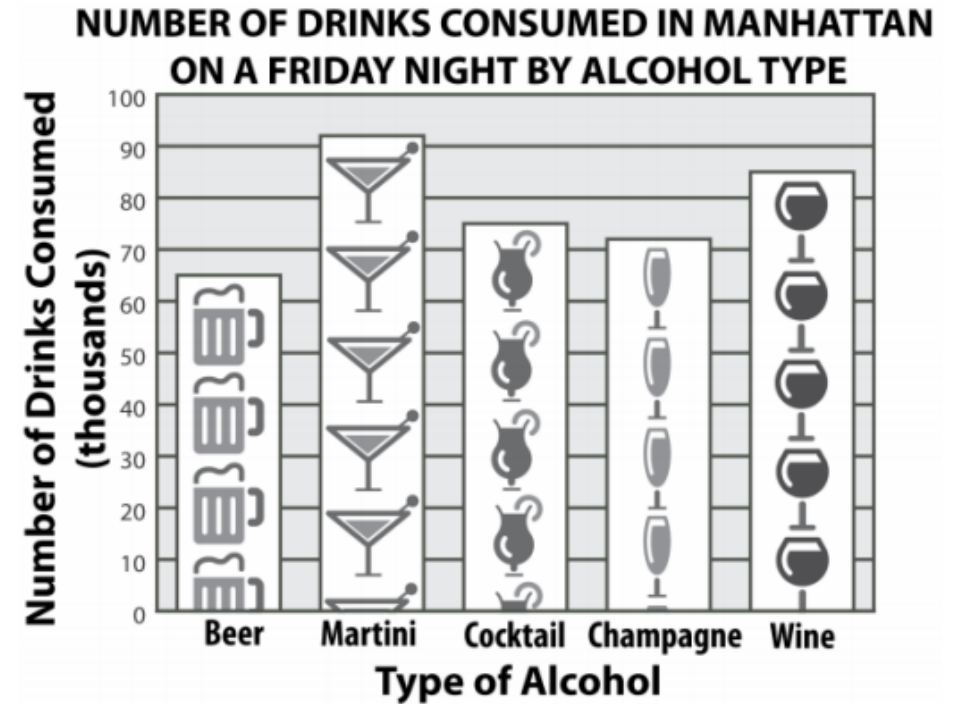 NUMBER OF DRINKS CONSUMED IN MANHATTAN
ON A FRIDAY NIGHT BY ALCOHOL TYPE
Number of Drinks Consumed
(thousands)
100
90
80
70
60
50
40
30
20
10
0
Beer Martini Cocktail Champagne Wine
Type of Alcohol